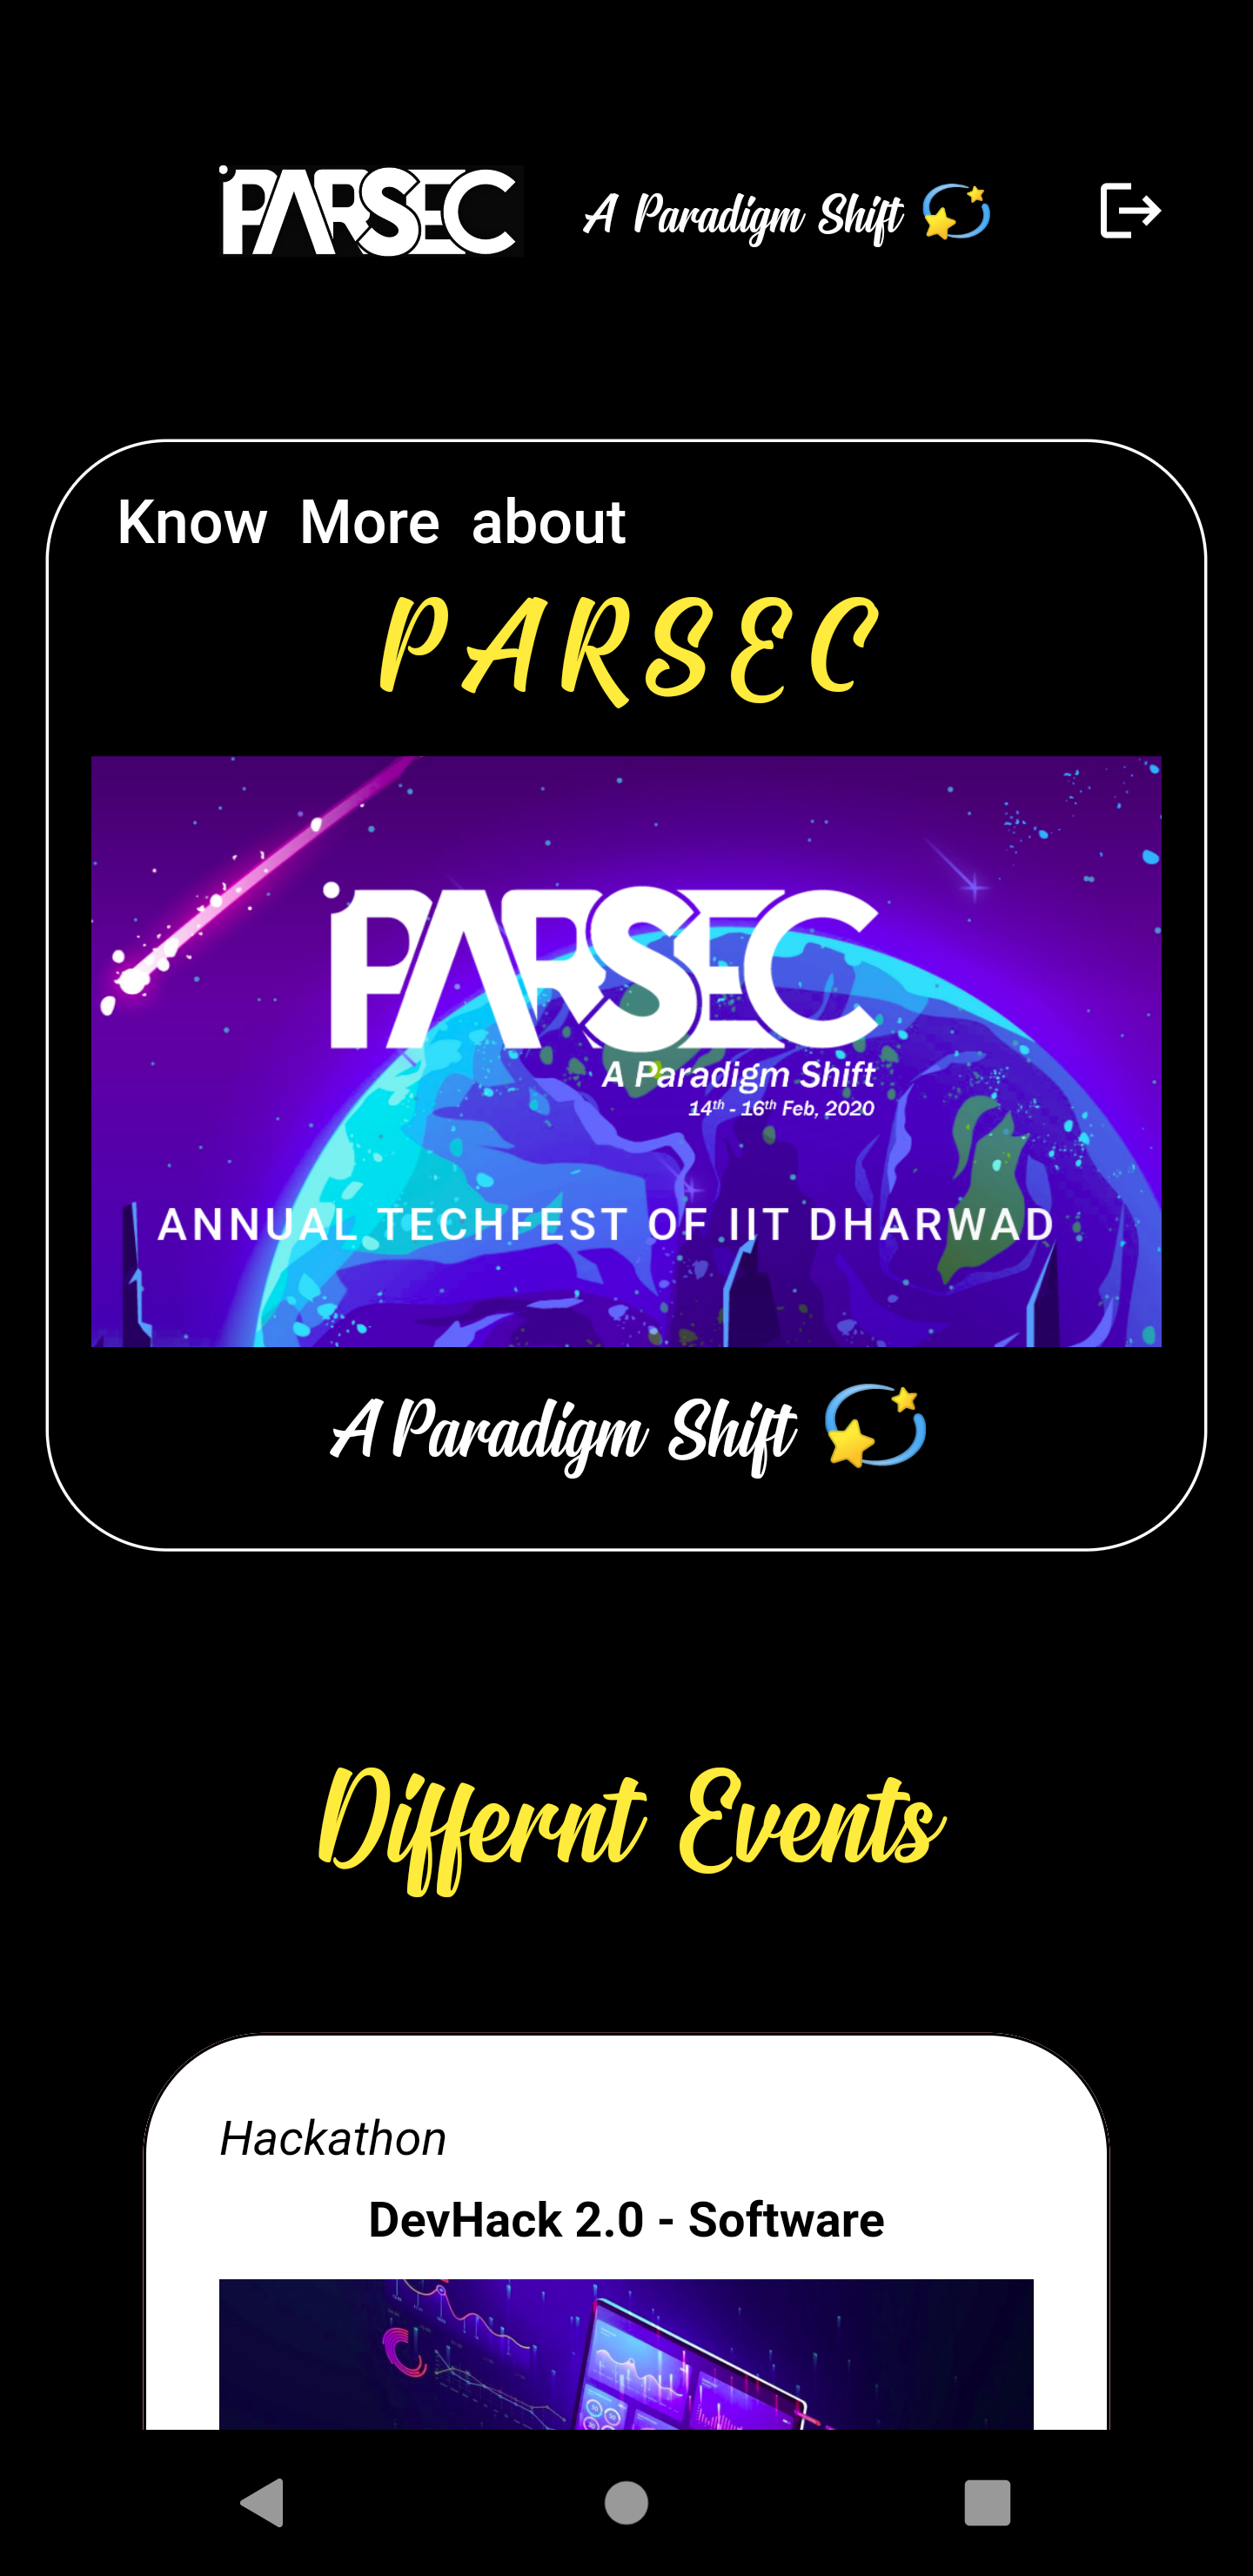 PARSEC A Paradigm Shift 💫
Know More about
PARSEC
PARSEC
A Paradigm Shift
14th - 16th Feb, 2020
ANNUAL TECHFEST OF IIT DHARWAD
A Paradigm Shift 💫
Differnt Events
Hackathon
DevHack 2.0 - Software